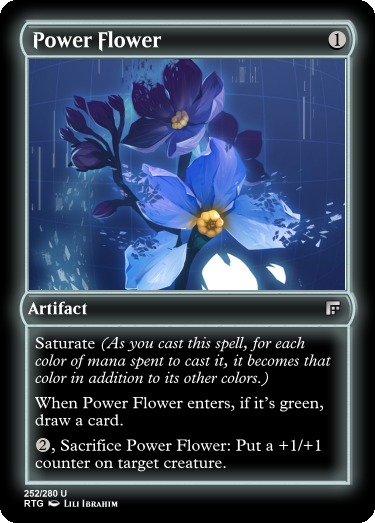 Power Flower 1
Artifact
Saturate (As you cast this spell, for each
color of mana spent to cast it, it becomes that
color in addition to its other colors.)
When Power Flower enters, if it's green,
draw a card.
2, Sacrifice Power Flower: Put a +1/+1
counter on target creature.
252/280 U
RTG Lili Ibrahim